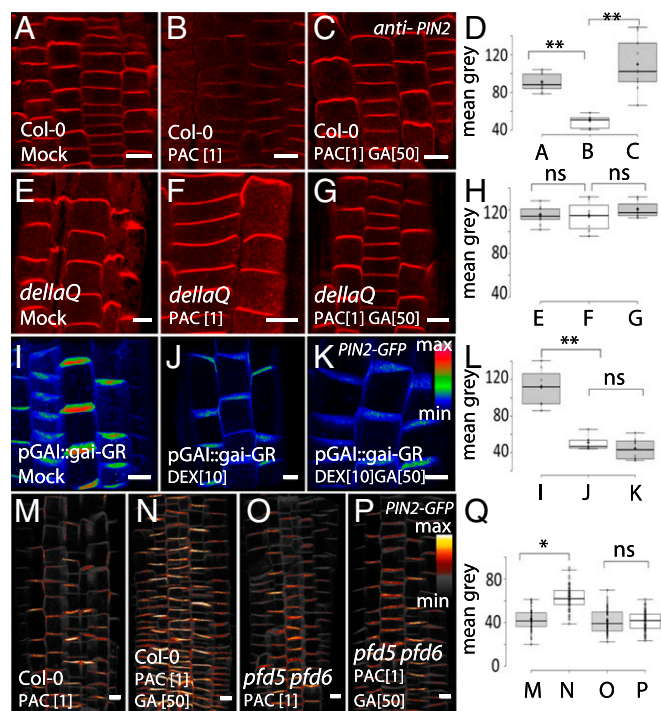 A
Col-0
Mock
B
Col-0
PAC [1]
C
anti-PIN2
Col-0
PAC[1] GA[50]
D
mean grey
120
80
40
**
**
A B C
E
dellaQ
Mock
F
dellaQ
PAC [1]
G
dellaQ
PAC[1] GA[50]
H
mean grey
120
80
40
ns
ns
E F G
I
pGAI::gai-GR
Mock
J
pGAI::gai-GR
DEX[10]
K
PIN2-GFP
max
min
pGAI::gai-GR
DEX[10]GA[50]
L
mean grey
120
80
40
**
ns
I J K
M
Col-0
PAC [1]
N
Col-0
PAC [1]
GA[50]
O
pfd5 pfd6
PAC [1]
P
PIN2-GFP
max
min
pfd5 pfd6
PAC[1]
GA[50]
Q
mean grey
80
40
0
*
ns
M N O P